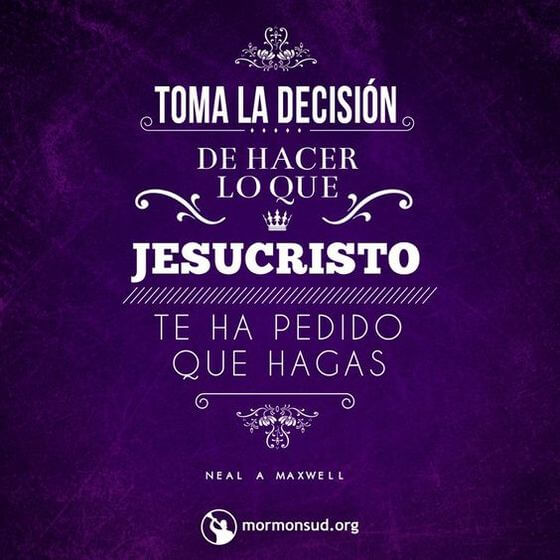 TOMA LA DECISIÓN
DE HACER
LO QUE
JESUCRISTO
TE HA PEDIDO
QUE HAGAS
NEAL A MAXWELL
mormonsud.org